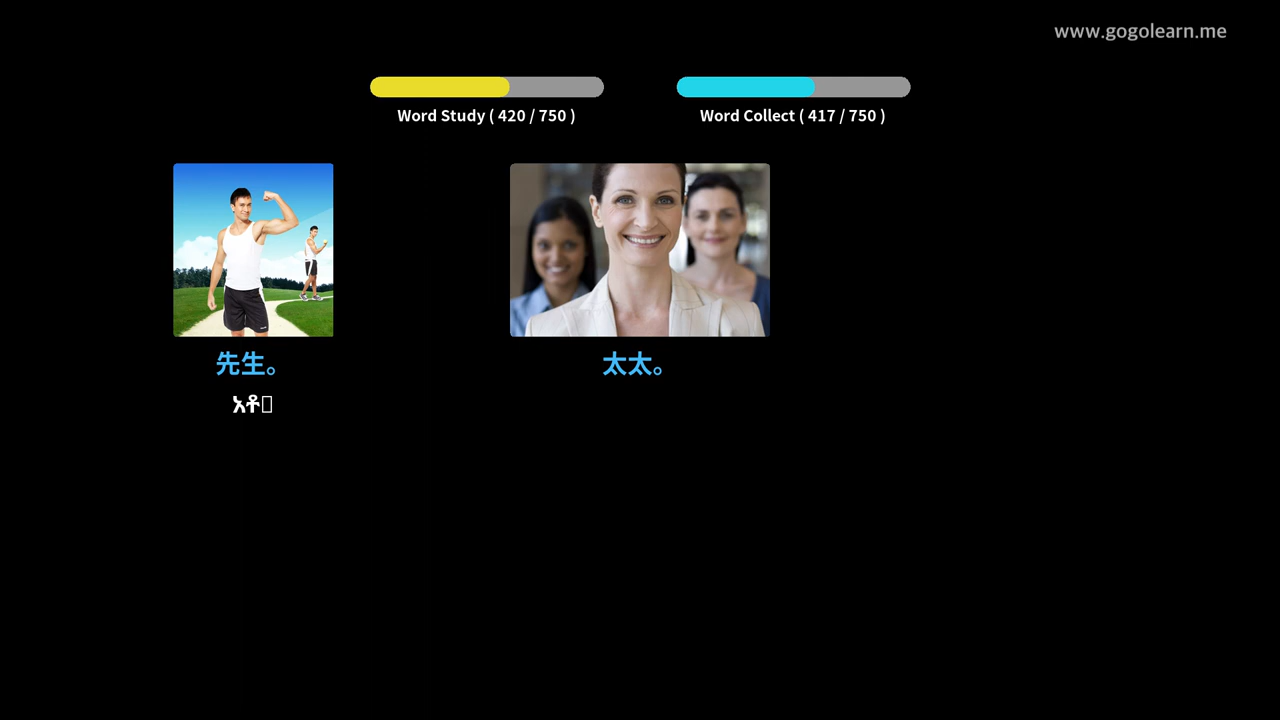 www.gogolearn.me
Word Study ( 420 / 750 )
Word Collect ( 417 / 750 )
先生。
太太。
አቶ